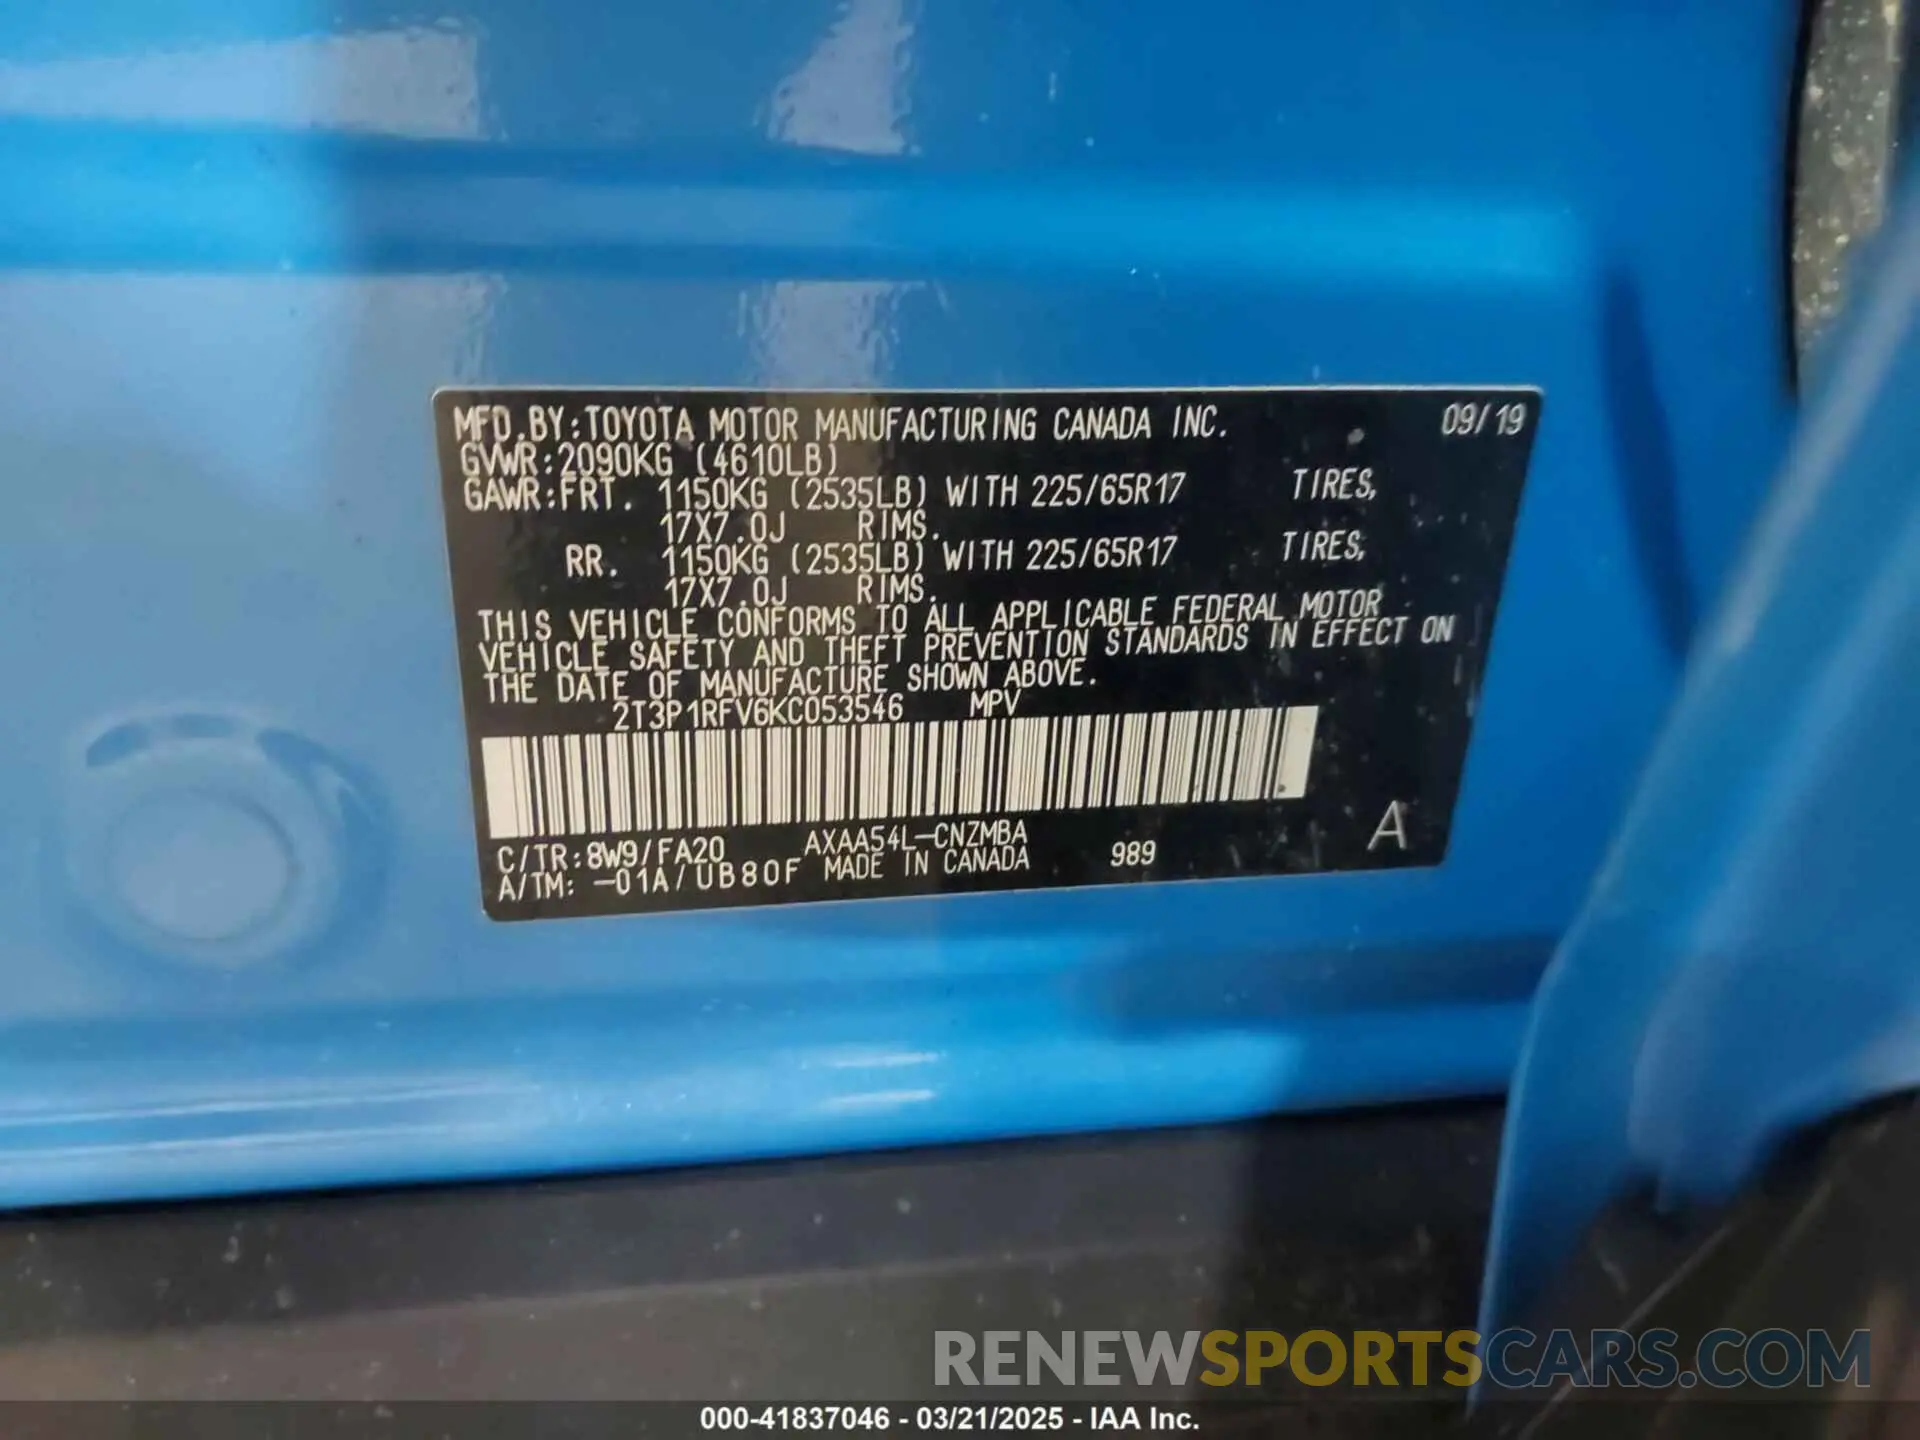 MFD.BY:TOYOTA MOTOR MANUFACTURING CANADA INC. 09/19
GVWR:2090KG (4610LB)
GAWR:FRT. 1150KG (2535LB) WITH 225/65R17 TIRES,
17X7.0J RIMS.
RR. 1150KG (2535LB) WITH 225/65R17 TIRES,
17X7.0J RIMS.
THIS VEHICLE CONFORMS TO ALL APPLICABLE FEDERAL MOTOR
VEHICLE SAFETY AND THEFT PREVENTION STANDARDS IN EFFECT ON
THE DATE OF MANUFACTURE SHOWN ABOVE.
2T3P1RFV6KC053546 MPV
C/TR:8W9/FA20 AXAA54L-CNZMBA 989 A
A/TM: -01A/UB80F MADE IN CANADA
RENEWSPORTSCARS.COM
000-41837046 - 03/21/2025 - IAA Inc.